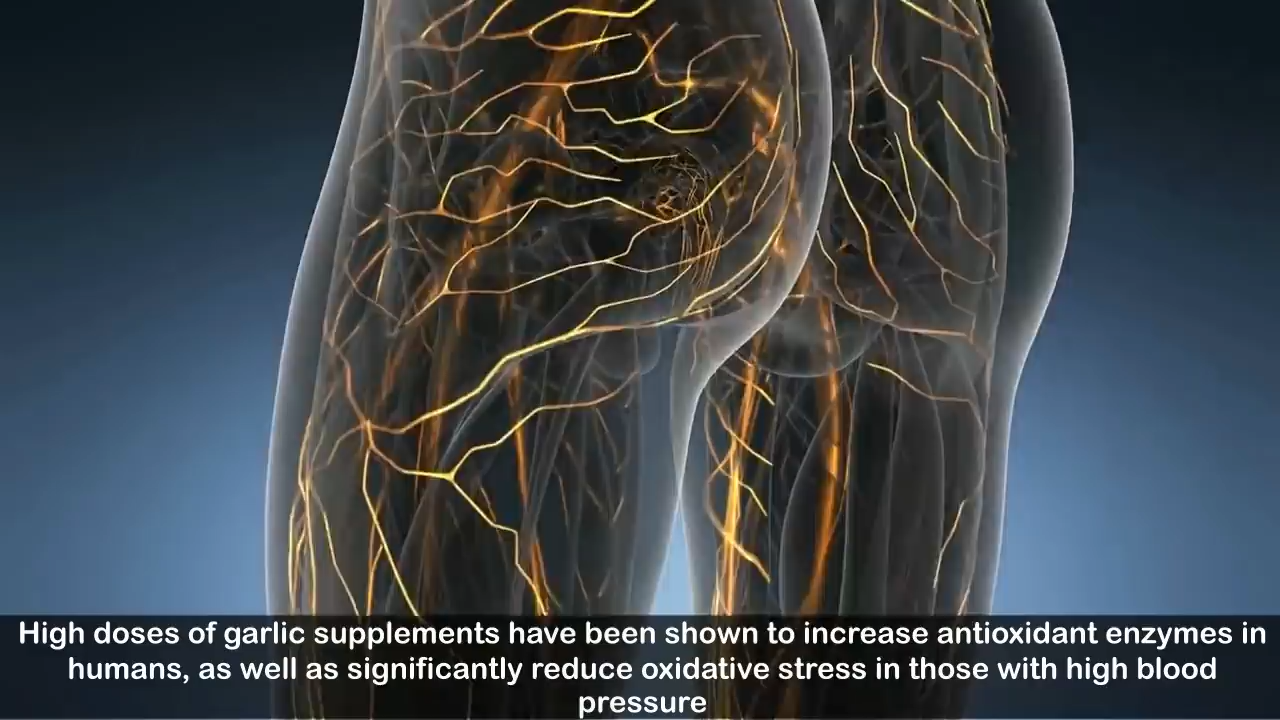 High doses of garlic supplements have been shown to increase antioxidant enzymes in
humans, as well as significantly reduce oxidative stress in those with high blood
pressure